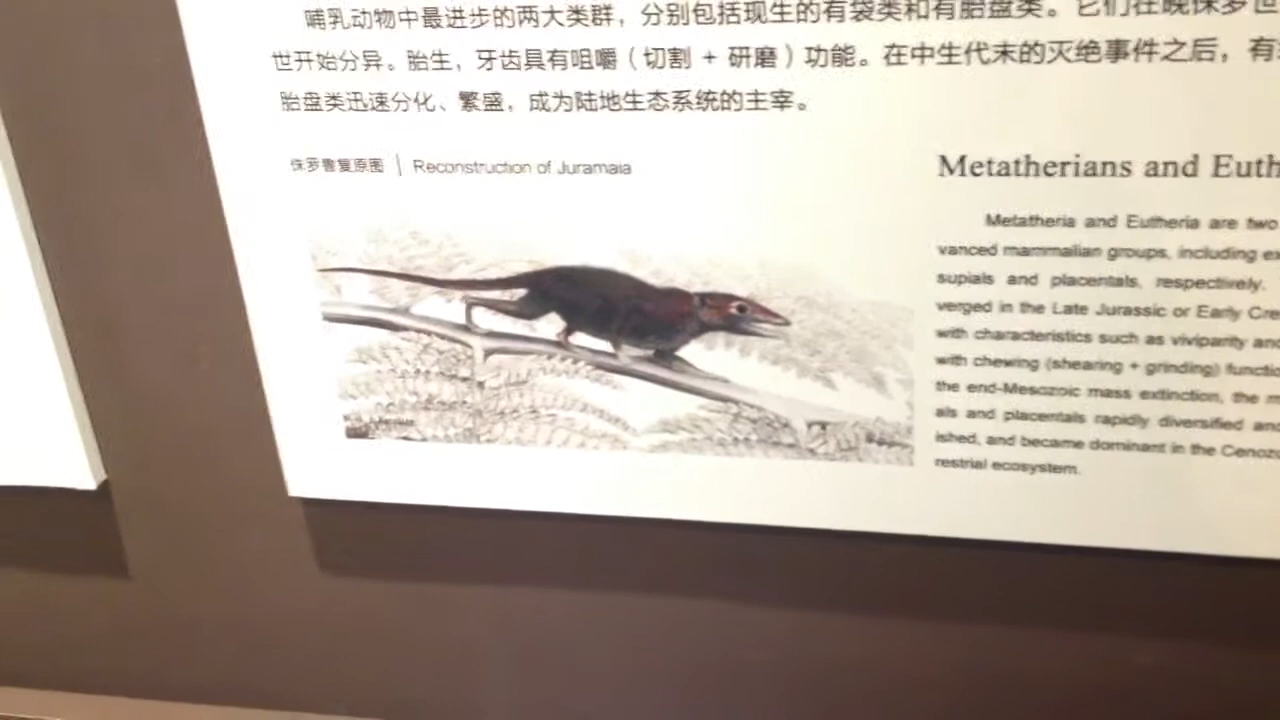 哺乳动物中最进步的两大类群，分别包括现生的有袋类和有胎盘类。它们在晚侏罗世
世开始分异。胎生，牙齿具有咀嚼（切割 + 研磨）功能。在中生代末的灭绝事件之后，有
胎盘类迅速分化、繁盛，成为陆地生态系统的主宰。
侏罗兽复原图 | Reconstruction of Juramaia
Metatherians and Euth
Metatheria and Eutheria are two
vanced mammalian groups, including ex
supials and placentals, respectively.
verged in the Late Jurassic or Early Cre
with characteristics such as viviparity and
with chewing (shearing + grinding) functio
the end-Mesozoic mass extinction, the m
als and placentals rapidly diversified and
ished, and became dominant in the Cenozo
restrial ecosystem.